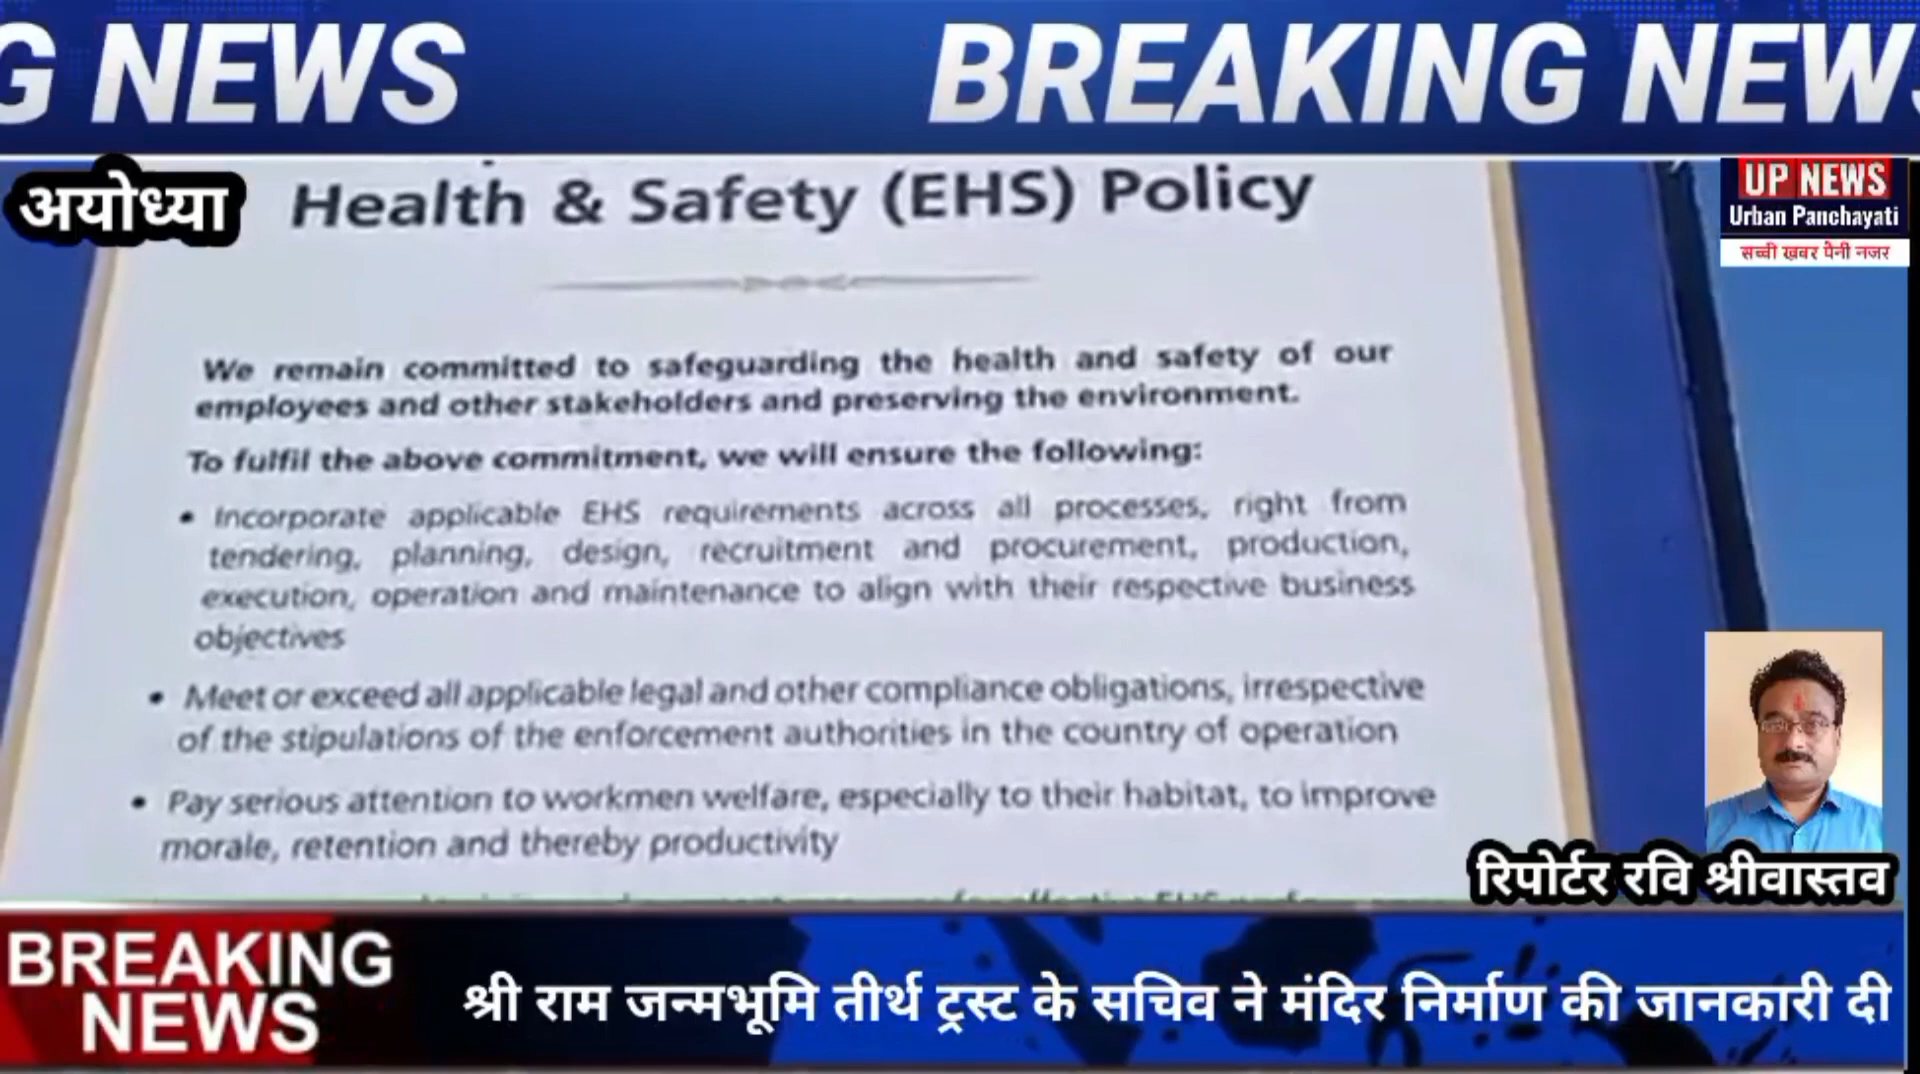 G NEWS
BREAKING NEWS
अयोध्या
UP NEWS
Urban Panchayati
सच्ची ख़बर पैनी नजर
Health & Safety (EHS) Policy
We remain committed to safeguarding the health and safety of our
employees and other stakeholders and preserving the environment.
To fulfil the above commitment, we will ensure the following:
• Incorporate applicable EHS requirements across all processes, right from
tendering, planning, design, recruitment and procurement, production,
execution, operation and maintenance to align with their respective business
objectives
• Meet or exceed all applicable legal and other compliance obligations, irrespective
of the stipulations of the enforcement authorities in the country of operation
• Pay serious attention to workmen welfare, especially to their habitat, to improve
morale, retention and thereby productivity
रिपोर्टर रवि श्रीवास्तव
BREAKING
NEWS
श्री राम जन्मभूमि तीर्थ ट्रस्ट के सचिव ने मंदिर निर्माण की जानकारी दी